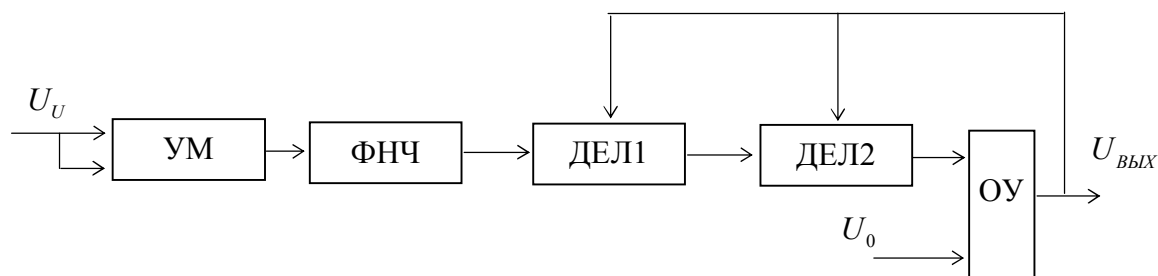 U_U
УМ
ФНЧ
ДЕЛ1
ДЕЛ2
ОУ
U_ВЫХ
U_0